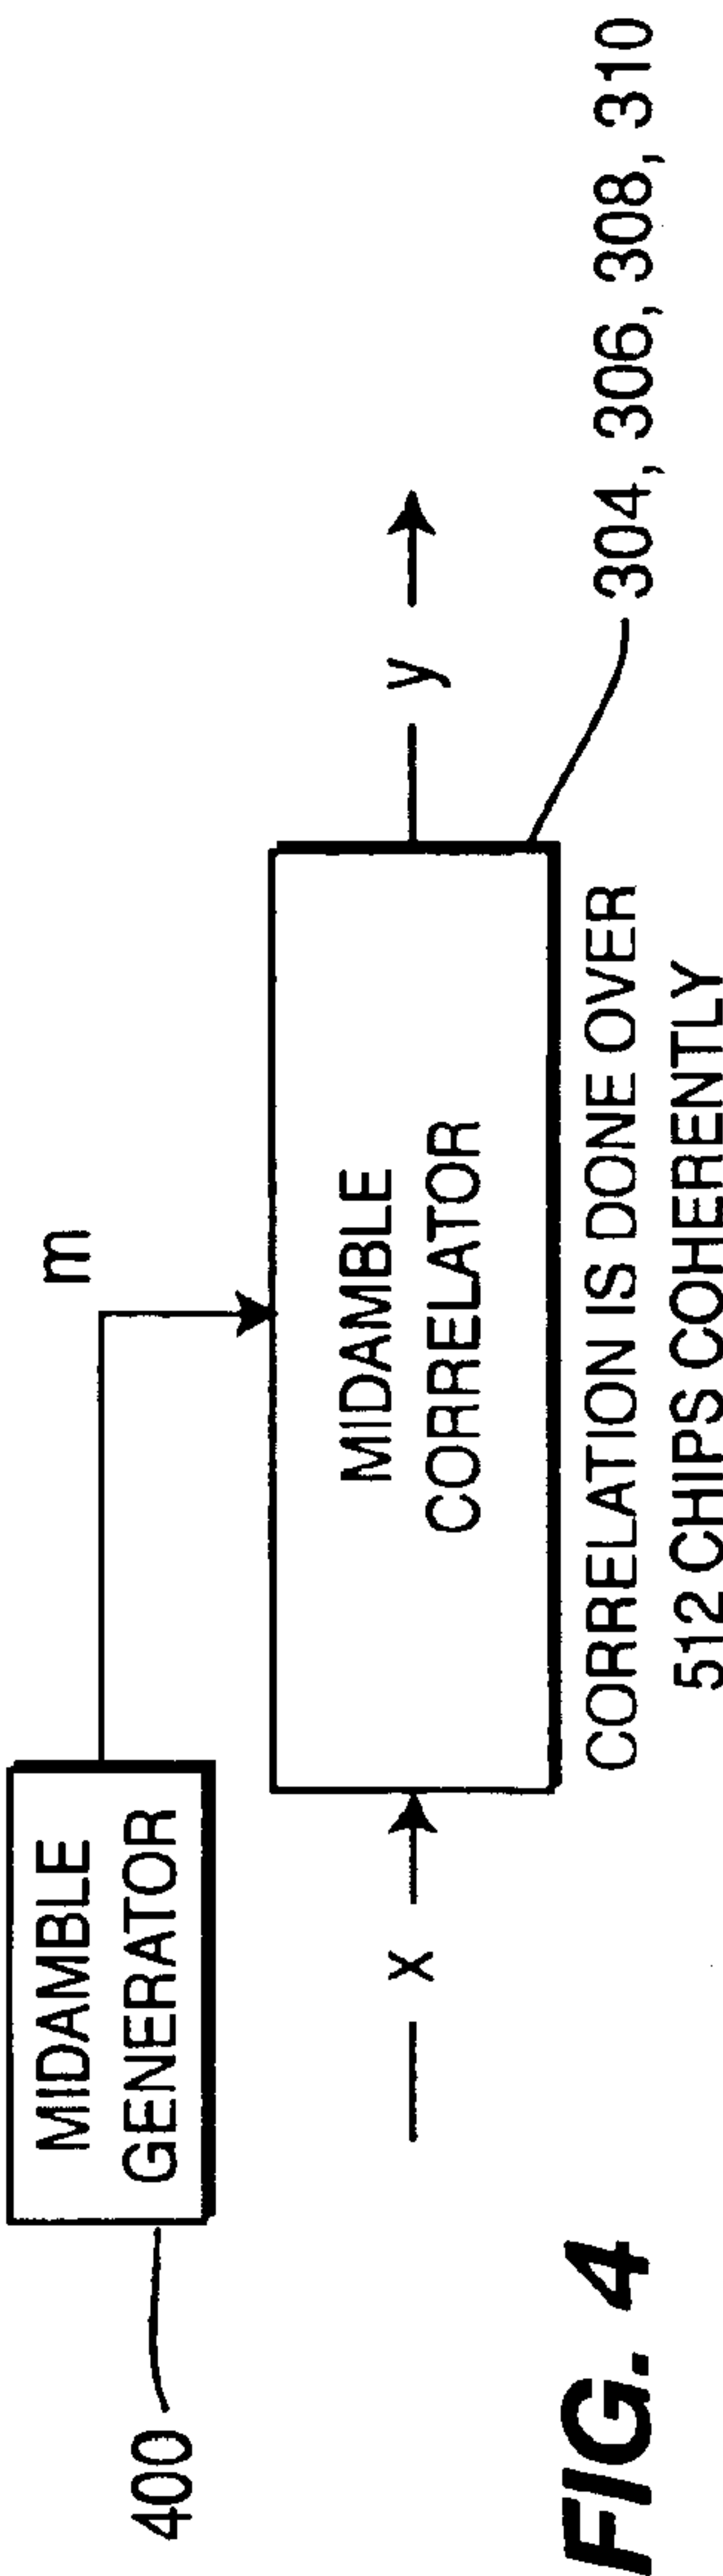 400
MIDAMBLE
GENERATOR
m
x
MIDAMBLE
CORRELATOR
y
304, 306, 308, 310
CORRELATION IS DONE OVER
512 CHIPS COHERENTLY
FIG. 4